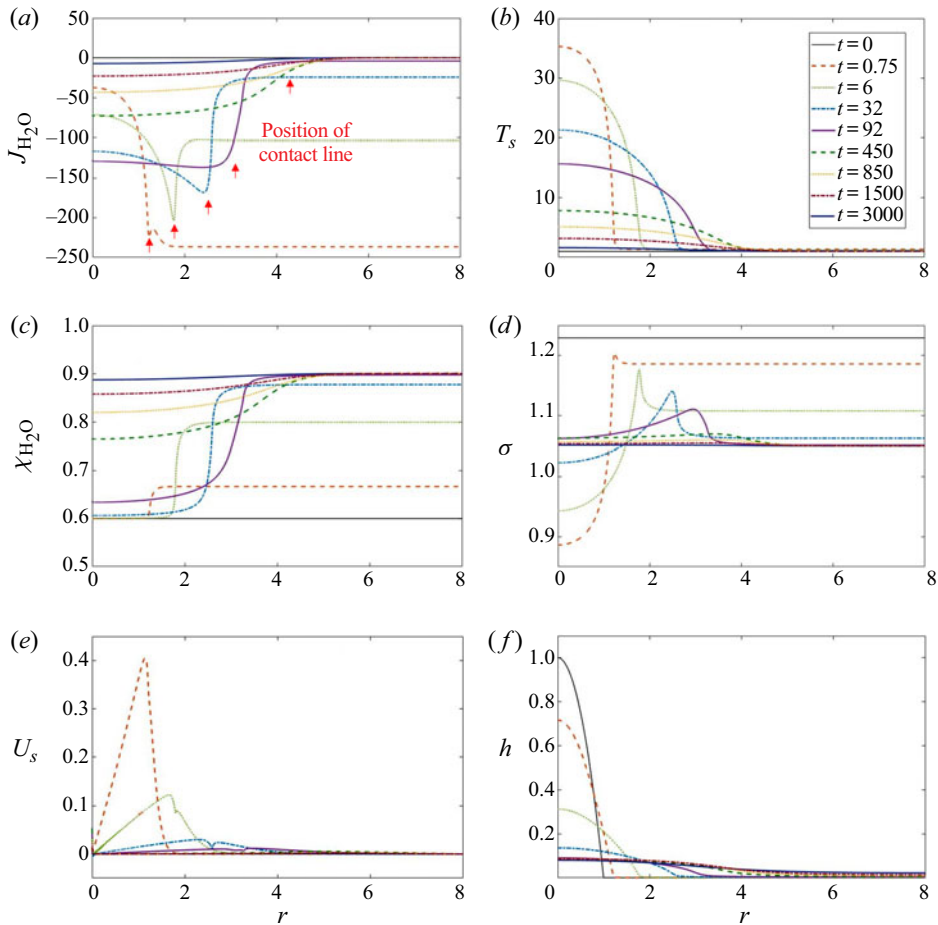 (a)
50
0
−50
−100
−150
−200
−250
J_{H_2O}
Position of
contact line
0 2 4 6 8
(b)
40
30
20
10
T_s
t = 0
t = 0.75
t = 6
t = 32
t = 92
t = 450
t = 850
t = 1500
t = 3000
0 2 4 6 8
(c)
1.0
0.9
0.8
0.7
0.6
0.5
χ_{H_2O}
0 2 4 6 8
(d)
1.2
1.1
1.0
0.9
σ
0 2 4 6 8
(e)
0.4
0.3
0.2
0.1
0
U_s
0 2 4 6 8
r
(f)
1.0
0.8
0.6
0.4
0.2
h
0 2 4 6 8
r